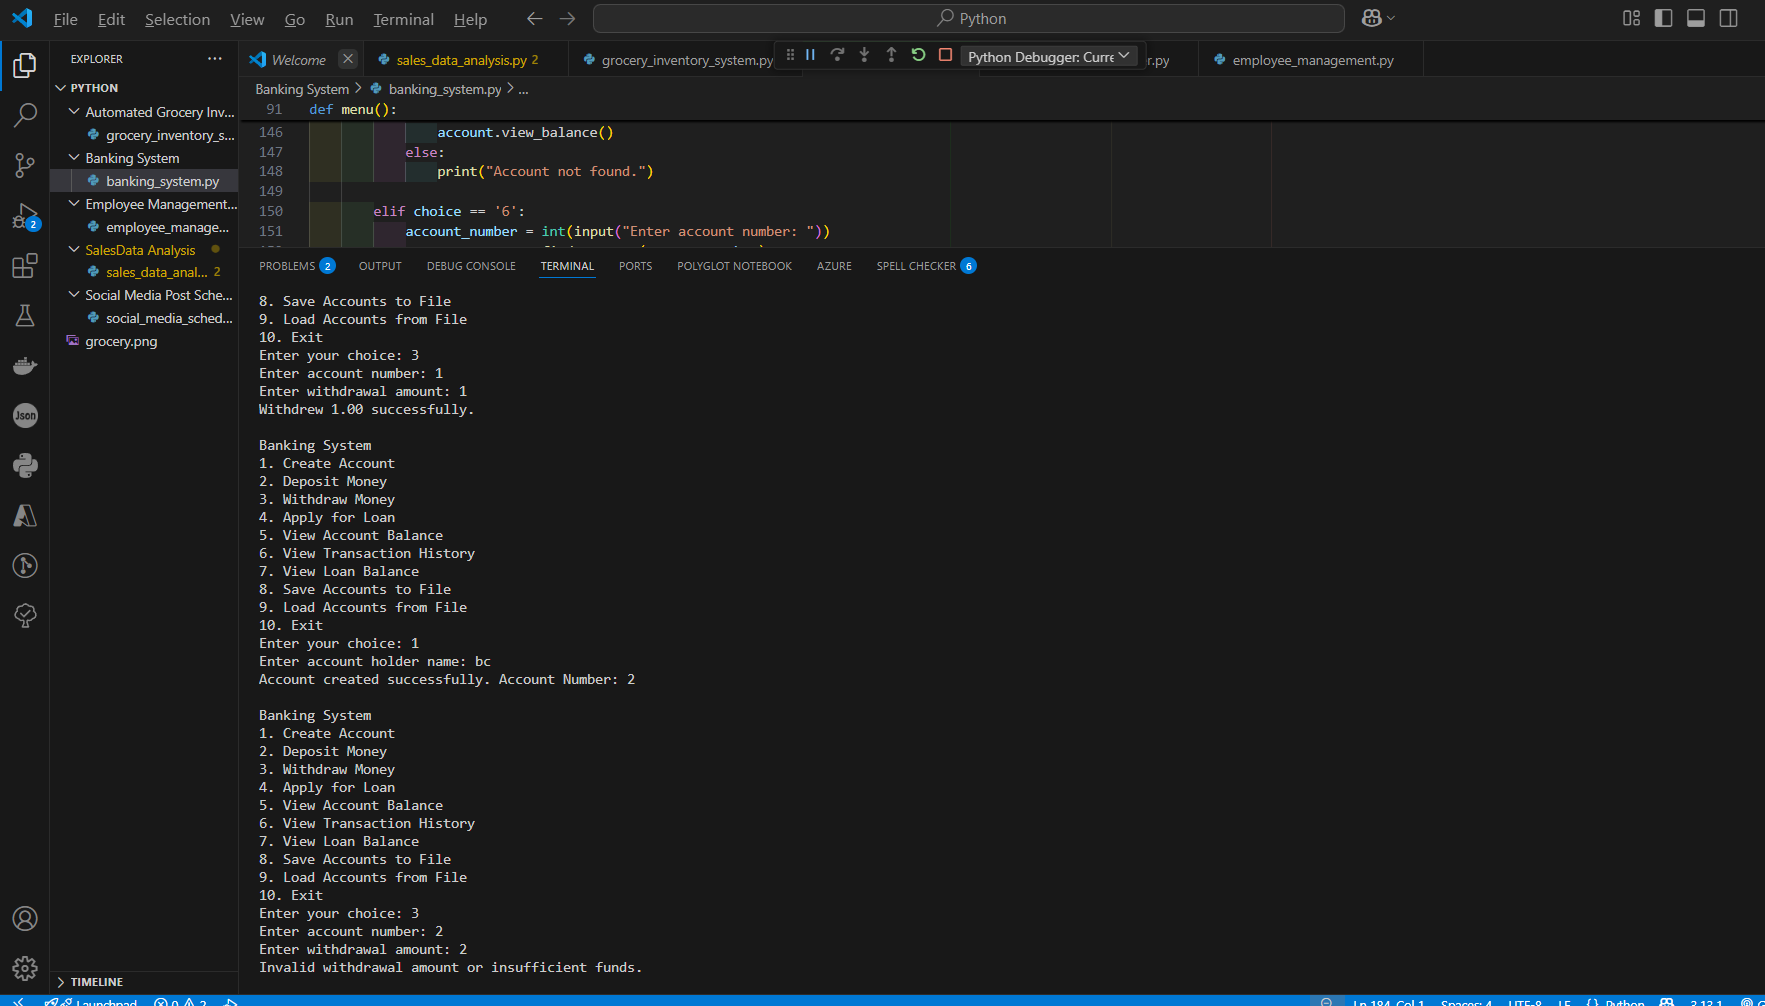 File Edit Selection View Go Run Terminal Help
Python
EXPLORER
PYTHON
Automated Grocery Inv...
grocery_inventory_s...
Banking System
banking_system.py
Employee Management...
employee_manage...
SalesData Analysis
sales_data_anal... 2
Social Media Post Sche...
social_media_sched...
grocery.png
TIMELINE
2
Json
Welcome
sales_data_analysis.py 2
grocery_inventory_system.py
Python Debugger: Curre
r.py
employee_management.py
Banking System > banking_system.py > ...
91 def menu():
146 account.view_balance()
147 else:
148 print("Account not found.")
149
150 elif choice == '6':
151 account_number = int(input("Enter account number: "))
PROBLEMS 2 OUTPUT DEBUG CONSOLE TERMINAL PORTS POLYGLOT NOTEBOOK AZURE SPELL CHECKER 6
8. Save Accounts to File
9. Load Accounts from File
10. Exit
Enter your choice: 3
Enter account number: 1
Enter withdrawal amount: 1
Withdrew 1.00 successfully.
Banking System
1. Create Account
2. Deposit Money
3. Withdraw Money
4. Apply for Loan
5. View Account Balance
6. View Transaction History
7. View Loan Balance
8. Save Accounts to File
9. Load Accounts from File
10. Exit
Enter your choice: 1
Enter account holder name: bc
Account created successfully. Account Number: 2
Banking System
1. Create Account
2. Deposit Money
3. Withdraw Money
4. Apply for Loan
5. View Account Balance
6. View Transaction History
7. View Loan Balance
8. Save Accounts to File
9. Load Accounts from File
10. Exit
Enter your choice: 3
Enter account number: 2
Enter withdrawal amount: 2
Invalid withdrawal amount or insufficient funds.
Launchpad 0 2 Ln 184, Col 1 Spaces: 4 UTF-8 LF Python 3.13.1